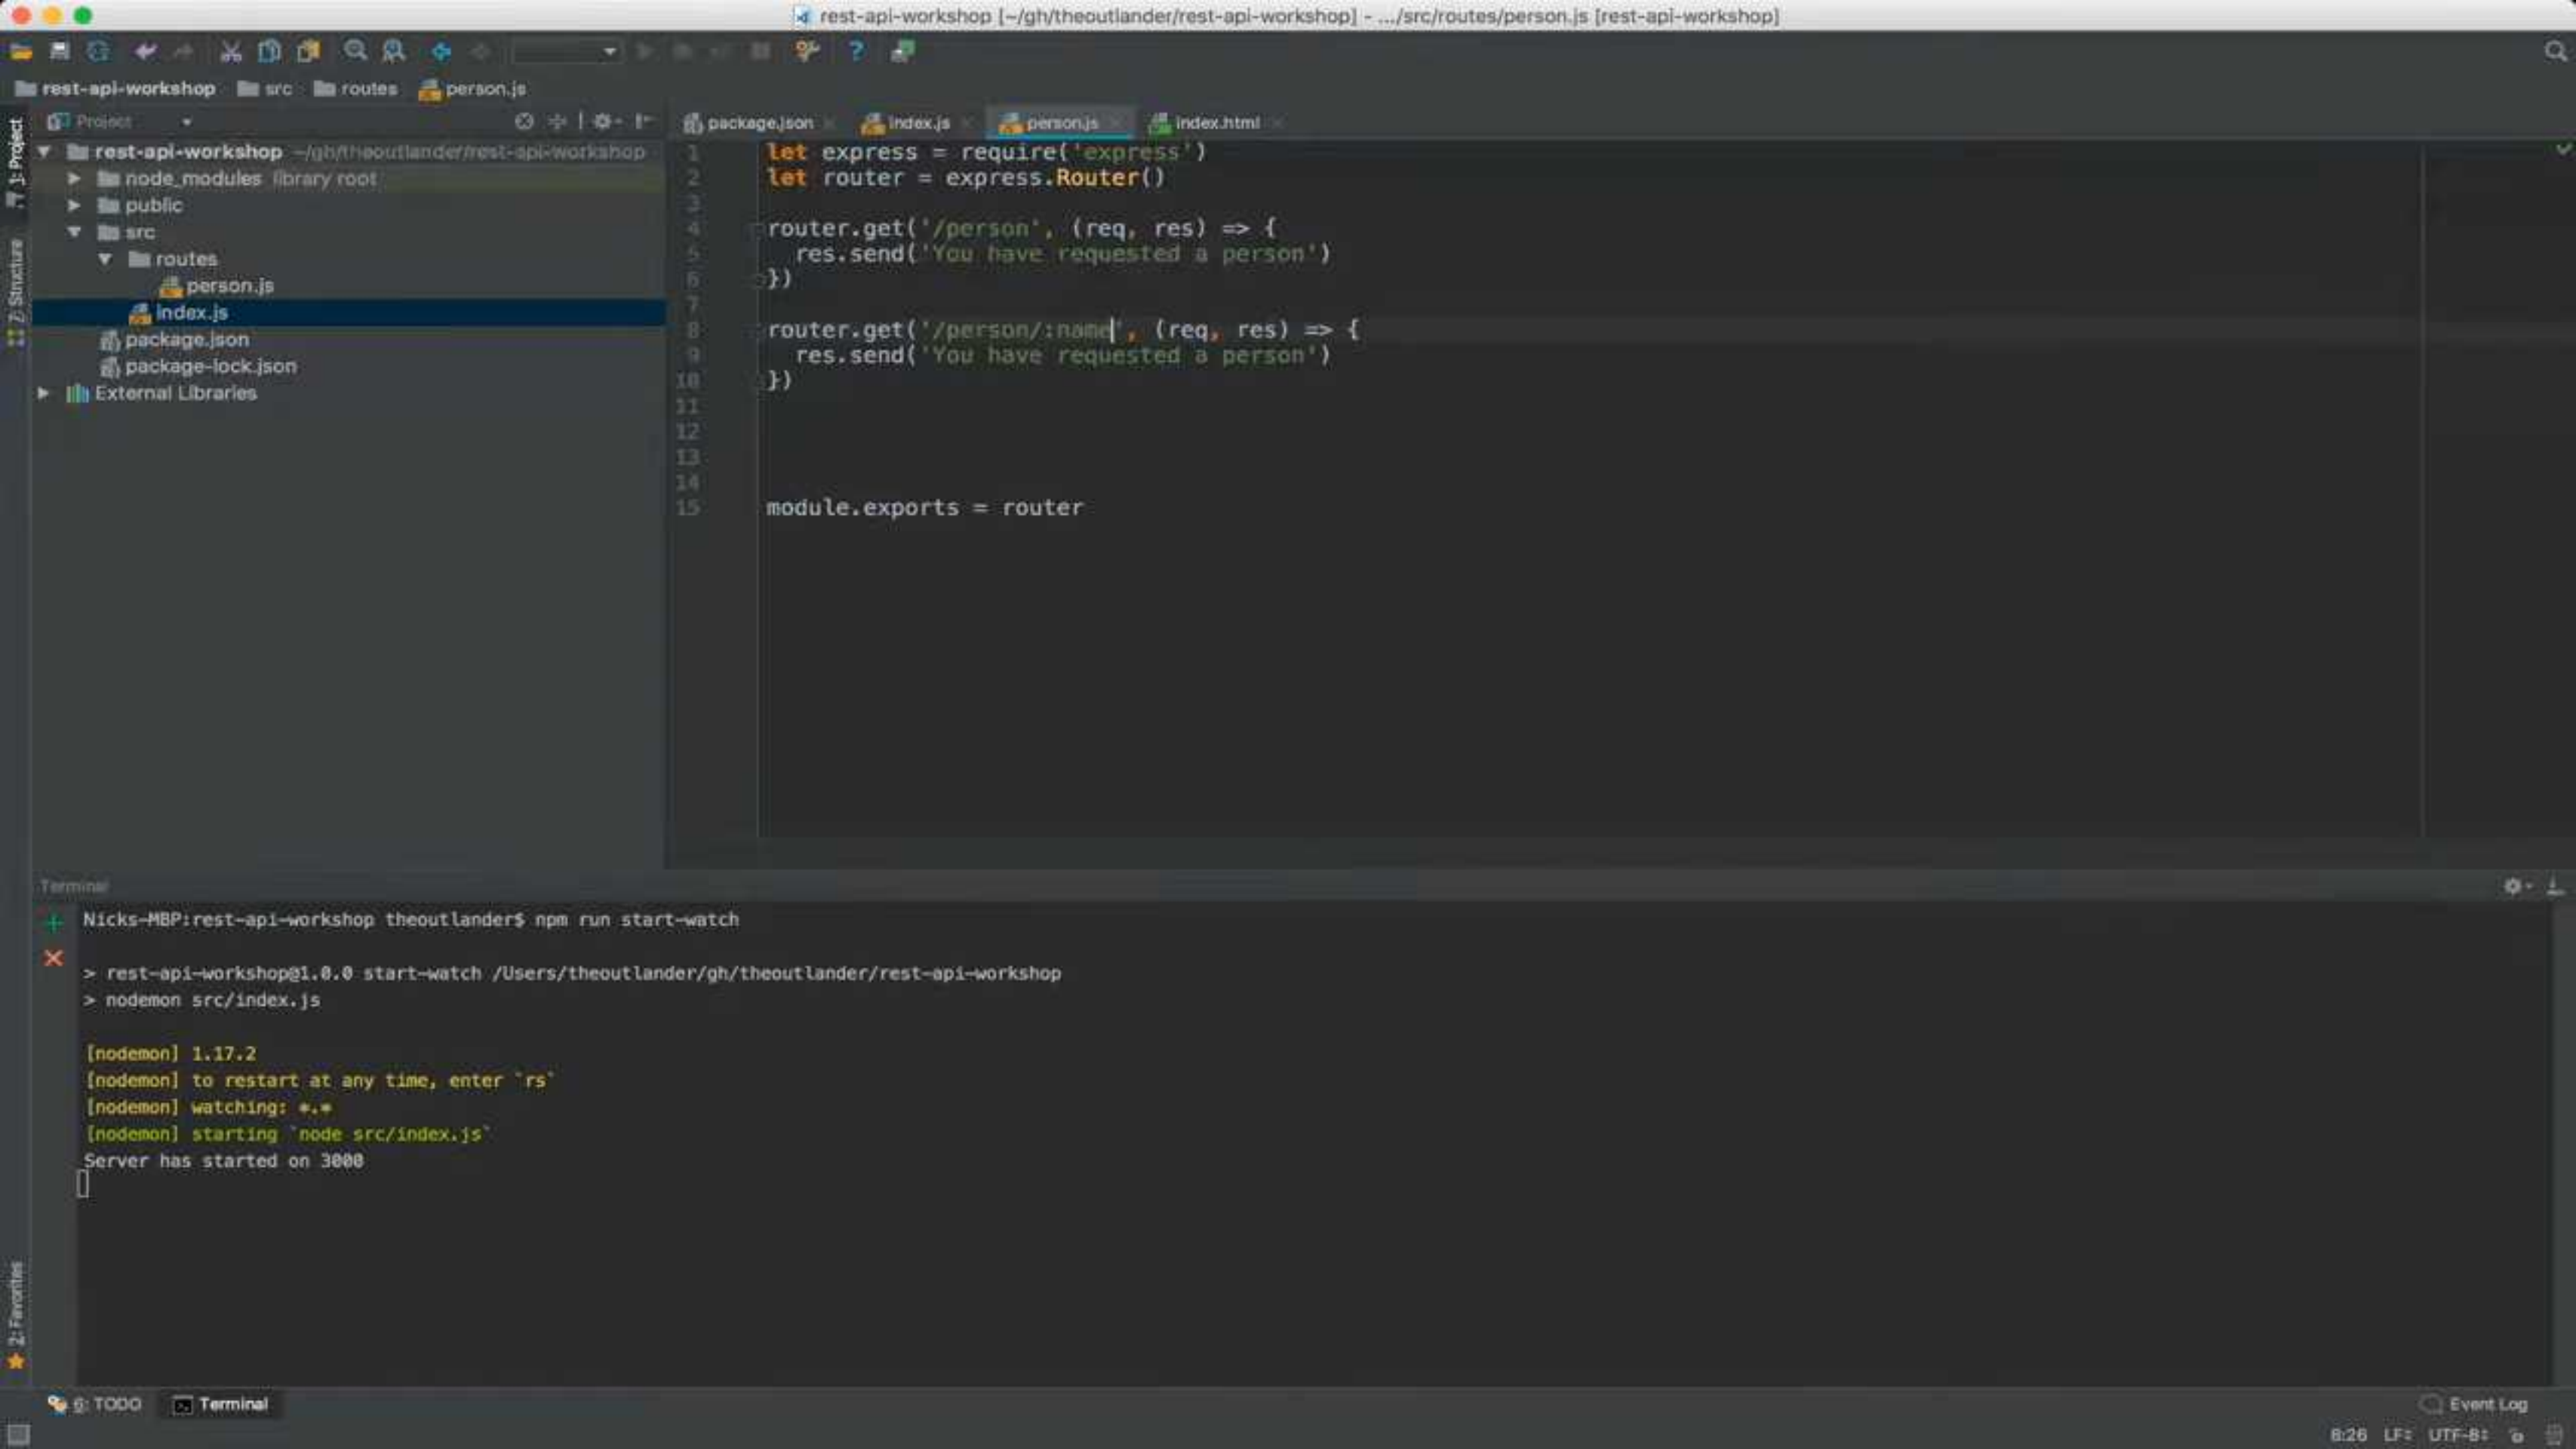 rest-api-workshop [~/gh/theoutlander/rest-api-workshop] - .../src/routes/person.js [rest-api-workshop]
rest-api-workshop src routes person.js
1: Project
Project
package.json index.js person.js index.html
rest-api-workshop ~/gh/theoutlander/rest-api-workshop
node_modules library root
public
src
routes
person.js
index.js
package.json
package-lock.json
External Libraries
7: Structure
1 let express = require('express')
2 let router = express.Router()
3
4 router.get('/person', (req, res) => {
5 res.send('You have requested a person')
6 })
7
8 router.get('/person/:name', (req, res) => {
9 res.send('You have requested a person')
10 })
11
12
13
14
15 module.exports = router
Terminal
Nicks-MBP:rest-api-workshop theoutlander$ npm run start-watch
> rest-api-workshop@1.0.0 start-watch /Users/theoutlander/gh/theoutlander/rest-api-workshop
> nodemon src/index.js
[nodemon] 1.17.2
[nodemon] to restart at any time, enter `rs`
[nodemon] watching: *.*
[nodemon] starting `node src/index.js`
Server has started on 3000
2: Favorites
6: TODO Terminal
Event Log
8:26 LF: UTF-8: